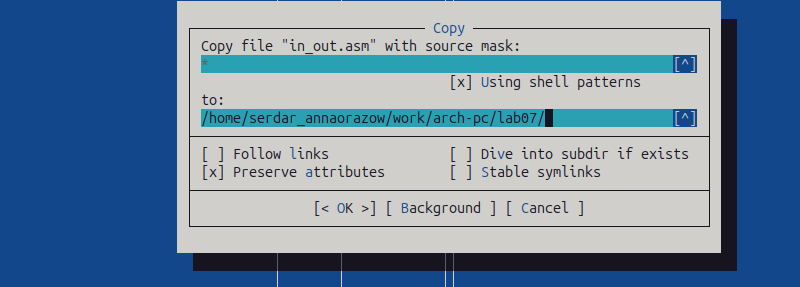 Copy
Copy file "in_out.asm" with source mask:
* [^]
[x] Using shell patterns
to:
/home/serdar_annaorazow/work/arch-pc/lab07/ [^]
[ ] Follow links [ ] Dive into subdir if exists
[x] Preserve attributes [ ] Stable symlinks
[< OK >] [ Background ] [ Cancel ]